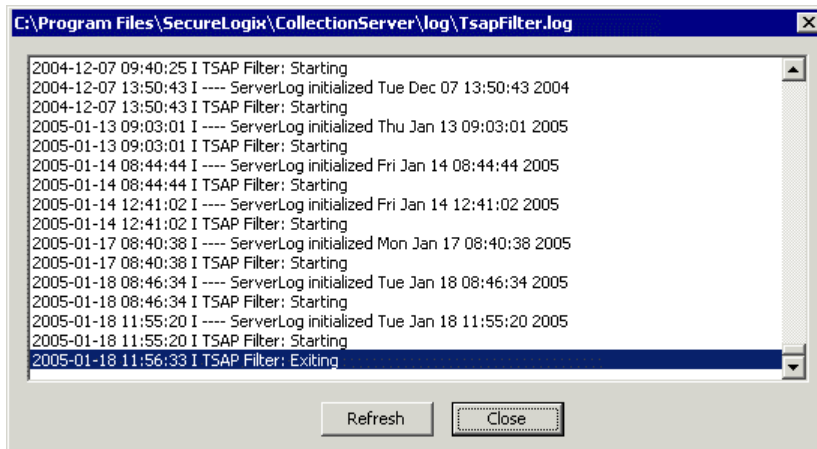 C:\Program Files\SecureLogix\CollectionServer\log\TsapFilter.log
2004-12-07 09:40:25 I TSAP Filter: Starting
2004-12-07 13:50:43 I ---- ServerLog initialized Tue Dec 07 13:50:43 2004
2004-12-07 13:50:43 I TSAP Filter: Starting
2005-01-13 09:03:01 I ---- ServerLog initialized Thu Jan 13 09:03:01 2005
2005-01-13 09:03:01 I TSAP Filter: Starting
2005-01-14 08:44:44 I ---- ServerLog initialized Fri Jan 14 08:44:44 2005
2005-01-14 08:44:44 I TSAP Filter: Starting
2005-01-14 12:41:02 I ---- ServerLog initialized Fri Jan 14 12:41:02 2005
2005-01-14 12:41:02 I TSAP Filter: Starting
2005-01-17 08:40:38 I ---- ServerLog initialized Mon Jan 17 08:40:38 2005
2005-01-17 08:40:38 I TSAP Filter: Starting
2005-01-18 08:46:34 I ---- ServerLog initialized Tue Jan 18 08:46:34 2005
2005-01-18 08:46:34 I TSAP Filter: Starting
2005-01-18 11:55:20 I ---- ServerLog initialized Tue Jan 18 11:55:20 2005
2005-01-18 11:55:20 I TSAP Filter: Starting
2005-01-18 11:56:33 I TSAP Filter: Exiting
Refresh Close